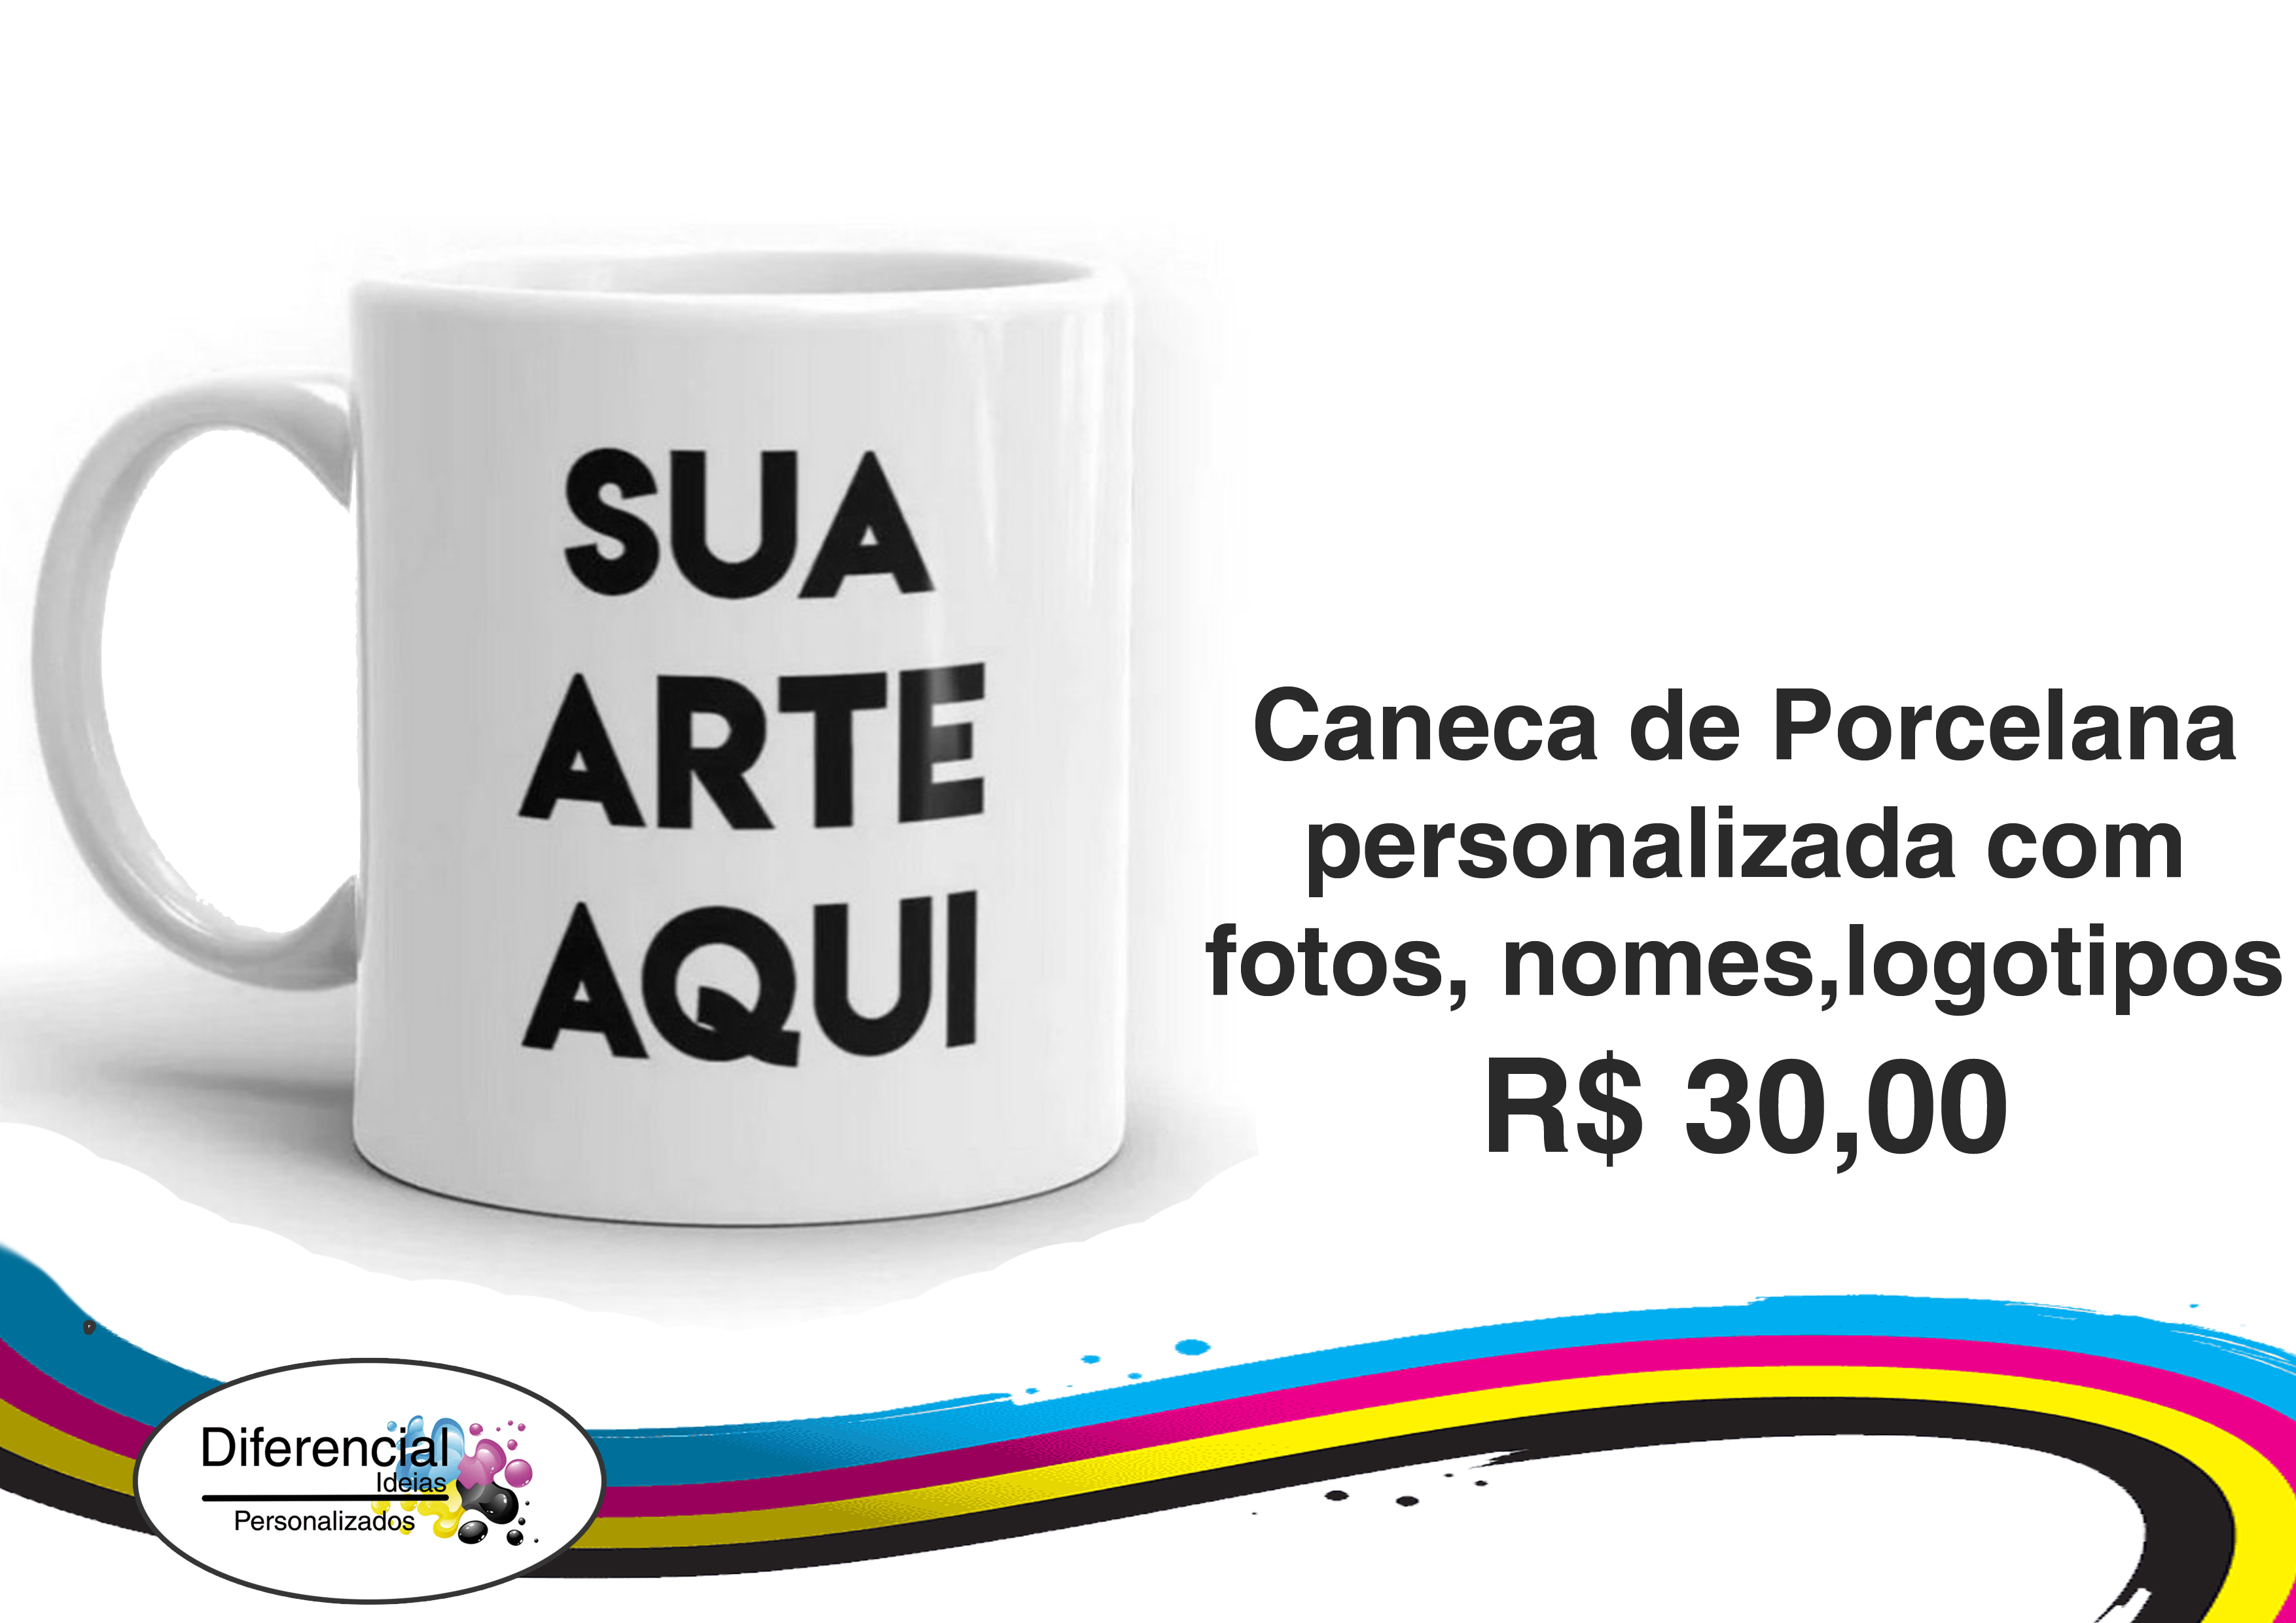 SUA
ARTE
AQUI
Caneca de Porcelana
personalizada com
fotos, nomes,logotipos
R$ 30,00
Diferencial
Ideias
Personalizados